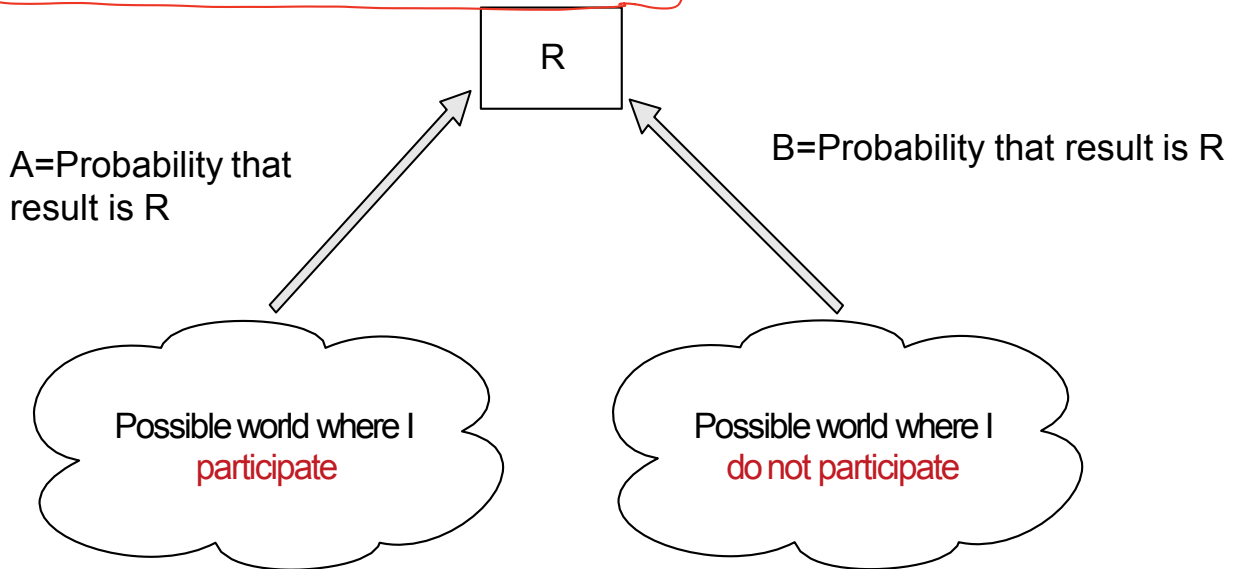 R
A=Probability that
result is R
B=Probability that result is R
Possible world where I
participate
Possible world where I
do not participate